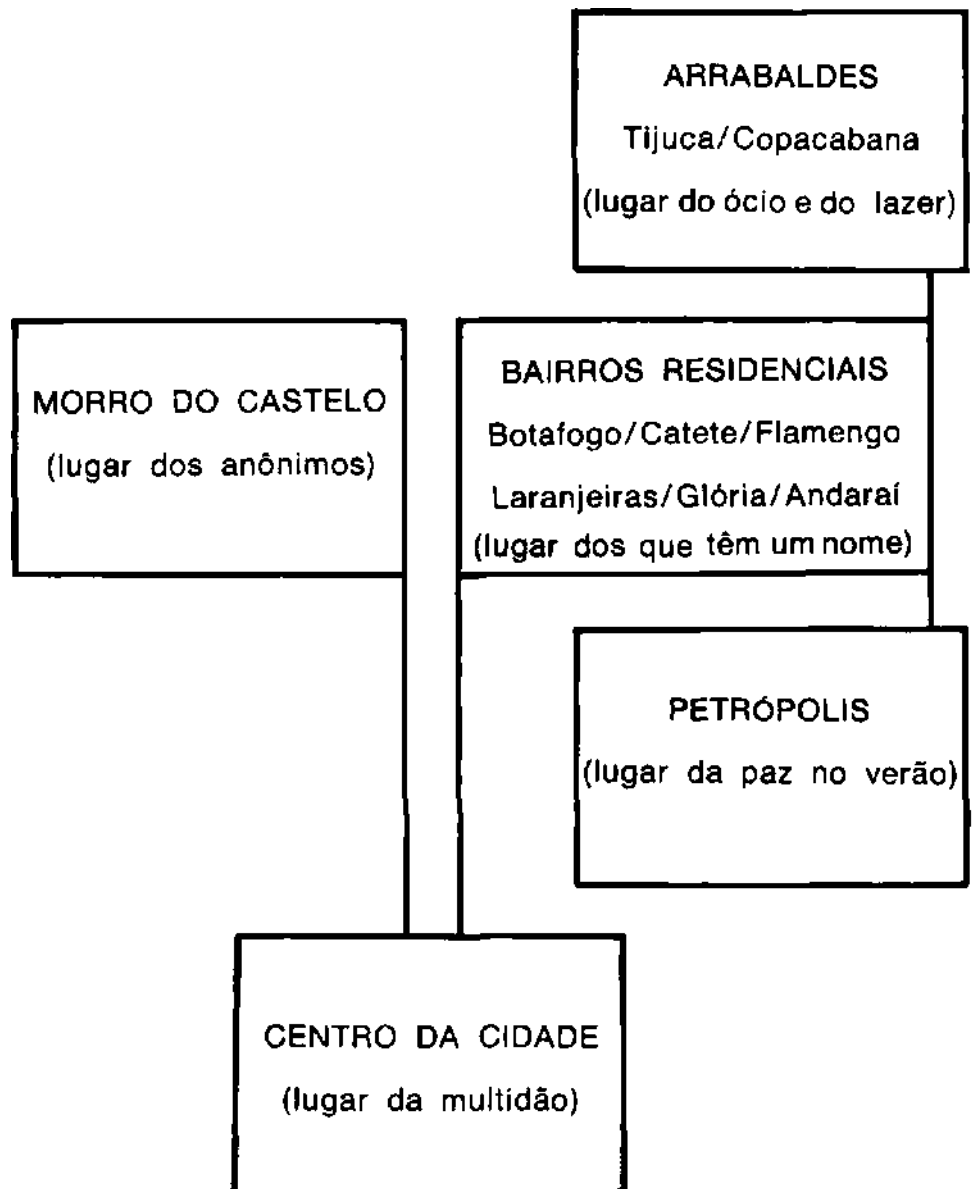 ARRABALDES
Tijuca/Copacabana
(lugar do ócio e do lazer)
MORRO DO CASTELO
(lugar dos anônimos)
BAIRROS RESIDENCIAIS
Botafogo/Catete/Flamengo
Laranjeiras/Glória/Andaraí
(lugar dos que têm um nome)
PETRÓPOLIS
(lugar da paz no verão)
CENTRO DA CIDADE
(lugar da multidão)